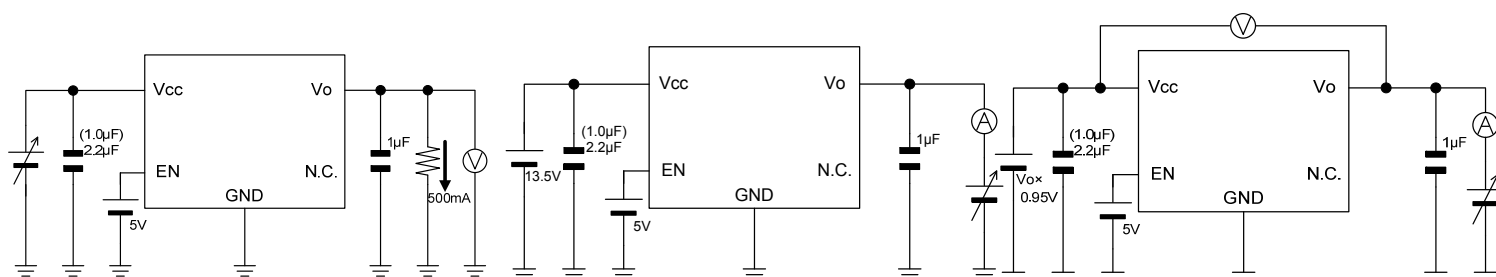 Vcc
Vo
(1.0µF)
2.2µF
1µF
V
EN
N.C.
500mA
GND
5V
Vcc
Vo
A
(1.0µF)
2.2µF
1µF
13.5V
EN
N.C.
GND
5V
V
Vcc
Vo
A
(1.0µF)
2.2µF
1µF
Vo×
0.95V
EN
N.C.
GND
5V